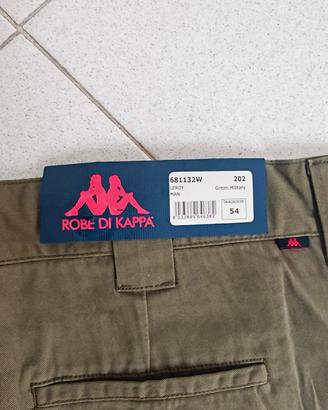 681132W 202
LEROY Green Military
MAN
54
ROBE DI KAPPA